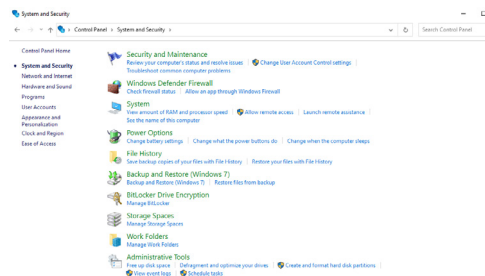 System and Security
Control Panel › System and Security ›
Search Control Panel
Control Panel Home
System and Security
Network and Internet
Hardware and Sound
Programs
User Accounts
Appearance and
Personalization
Clock and Region
Ease of Access
Security and Maintenance
Review your computer's status and resolve issues | Change User Account Control settings |
Troubleshoot common computer problems
Windows Defender Firewall
Check firewall status | Allow an app through Windows Firewall
System
View amount of RAM and processor speed | Allow remote access | Launch remote assistance |
See the name of this computer
Power Options
Change battery settings | Change what the power buttons do | Change when the computer sleeps
File History
Save backup copies of your files with File History | Restore your files with File History
Backup and Restore (Windows 7)
Backup and Restore (Windows 7) | Restore files from backup
BitLocker Drive Encryption
Manage BitLocker
Storage Spaces
Manage Storage Spaces
Work Folders
Manage Work Folders
Administrative Tools
Free up disk space | Defragment and optimize your drives | Create and format hard disk partitions |
View event logs | Schedule tasks